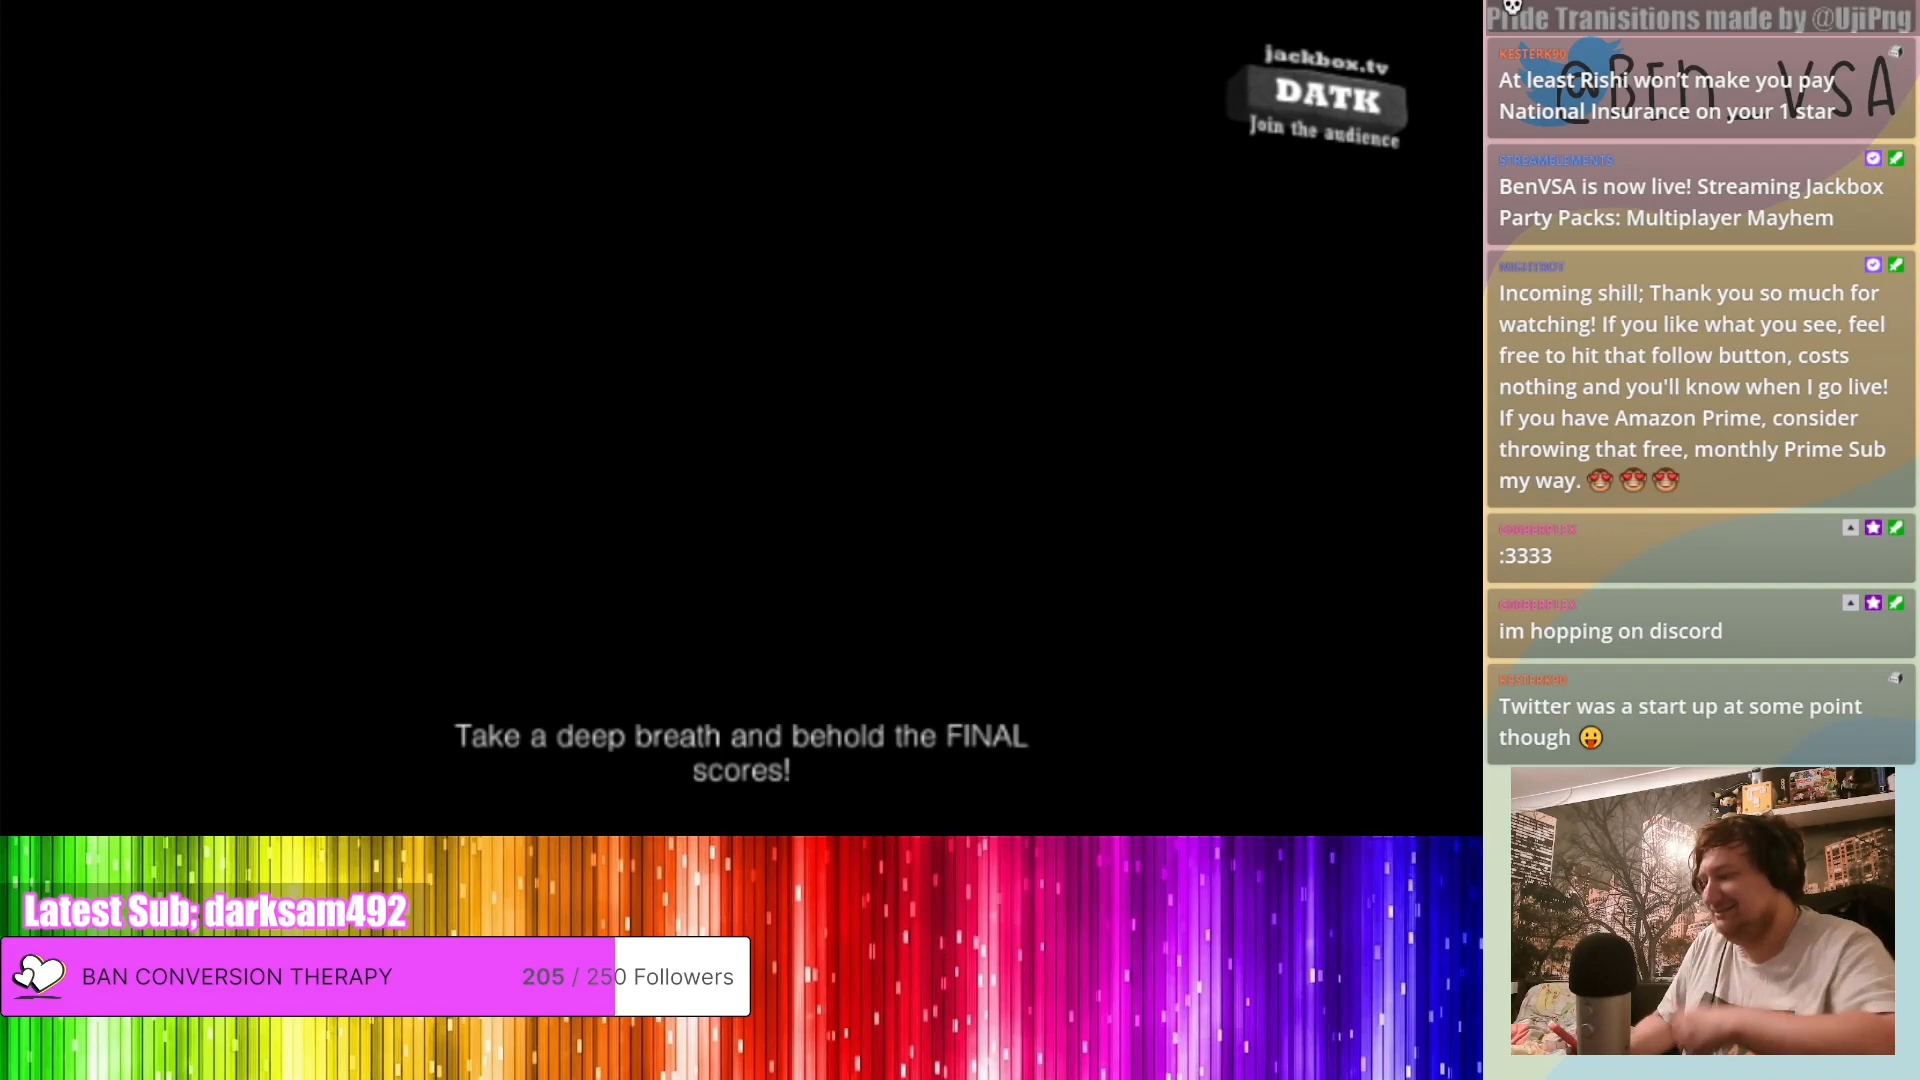 jackbox.tv
DATK
Join the audience
Take a deep breath and behold the FINAL
scores!
Latest Sub; darksam492
BAN CONVERSION THERAPY
205 / 250 Followers
Pride Tranisitions made by @UjiPng
@BEn_VSA
KESTERK90
At least Rishi won't make you pay
National Insurance on your 1 star
STREAMELEMENTS
BenVSA is now live! Streaming Jackbox
Party Packs: Multiplayer Mayhem
NIGHTBOT
Incoming shill; Thank you so much for
watching! If you like what you see, feel
free to hit that follow button, costs
nothing and you'll know when I go live!
If you have Amazon Prime, consider
throwing that free, monthly Prime Sub
my way.
:3333
im hopping on discord
KESTERK90
Twitter was a start up at some point
though